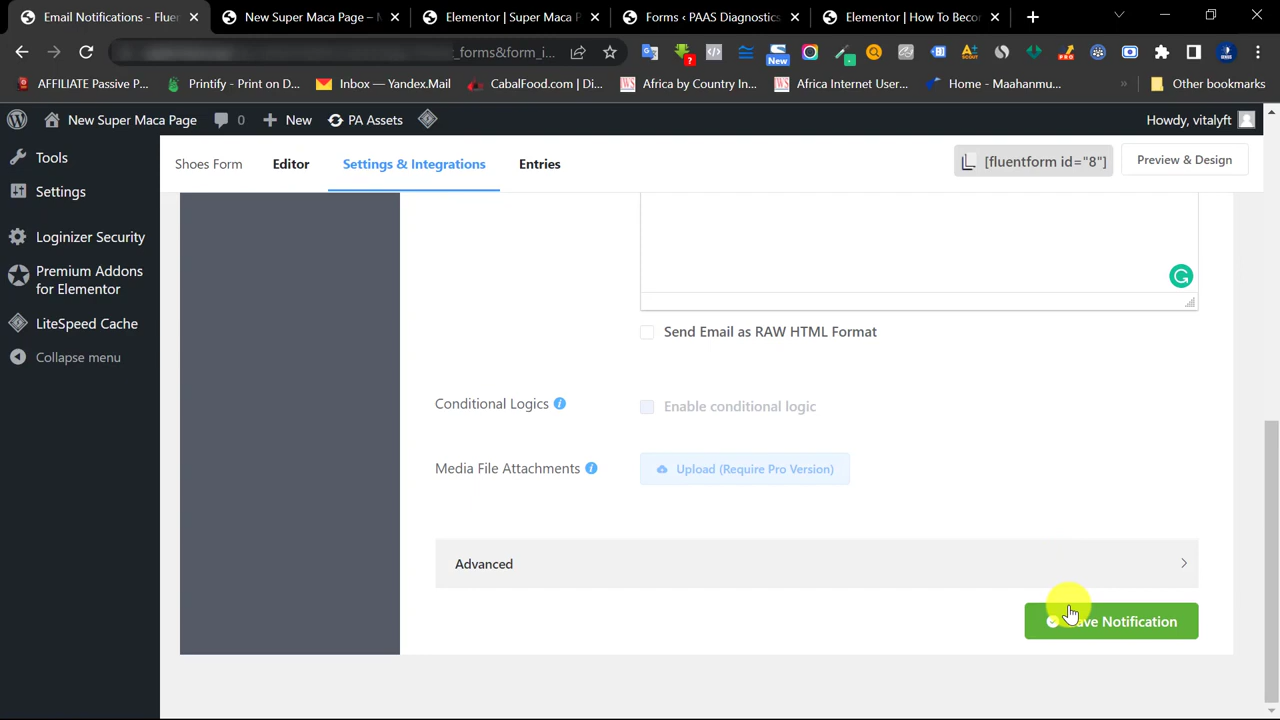 Email Notifications - Fluen
New Super Maca Page –
Elementor | Super Maca P
Forms ‹ PAAS Diagnostics
Elementor | How To Becor
_forms&form_i...
New
PRO
AFFILIATE Passive P...
Printify - Print on D...
Inbox — Yandex.Mail
CabalFood.com | Di...
Africa by Country In...
Africa Internet User...
Home - Maahanmu...
»
Other bookmarks
New Super Maca Page
0
New
PA Assets
Howdy, vitalyft
Tools
Settings
Loginizer Security
Premium Addons
for Elementor
LiteSpeed Cache
Collapse menu
Shoes Form
Editor
Settings & Integrations
Entries
[fluentform id="8"]
Preview & Design
Send Email as RAW HTML Format
Conditional Logics
Enable conditional logic
Media File Attachments
Upload (Require Pro Version)
Advanced
ve Notification